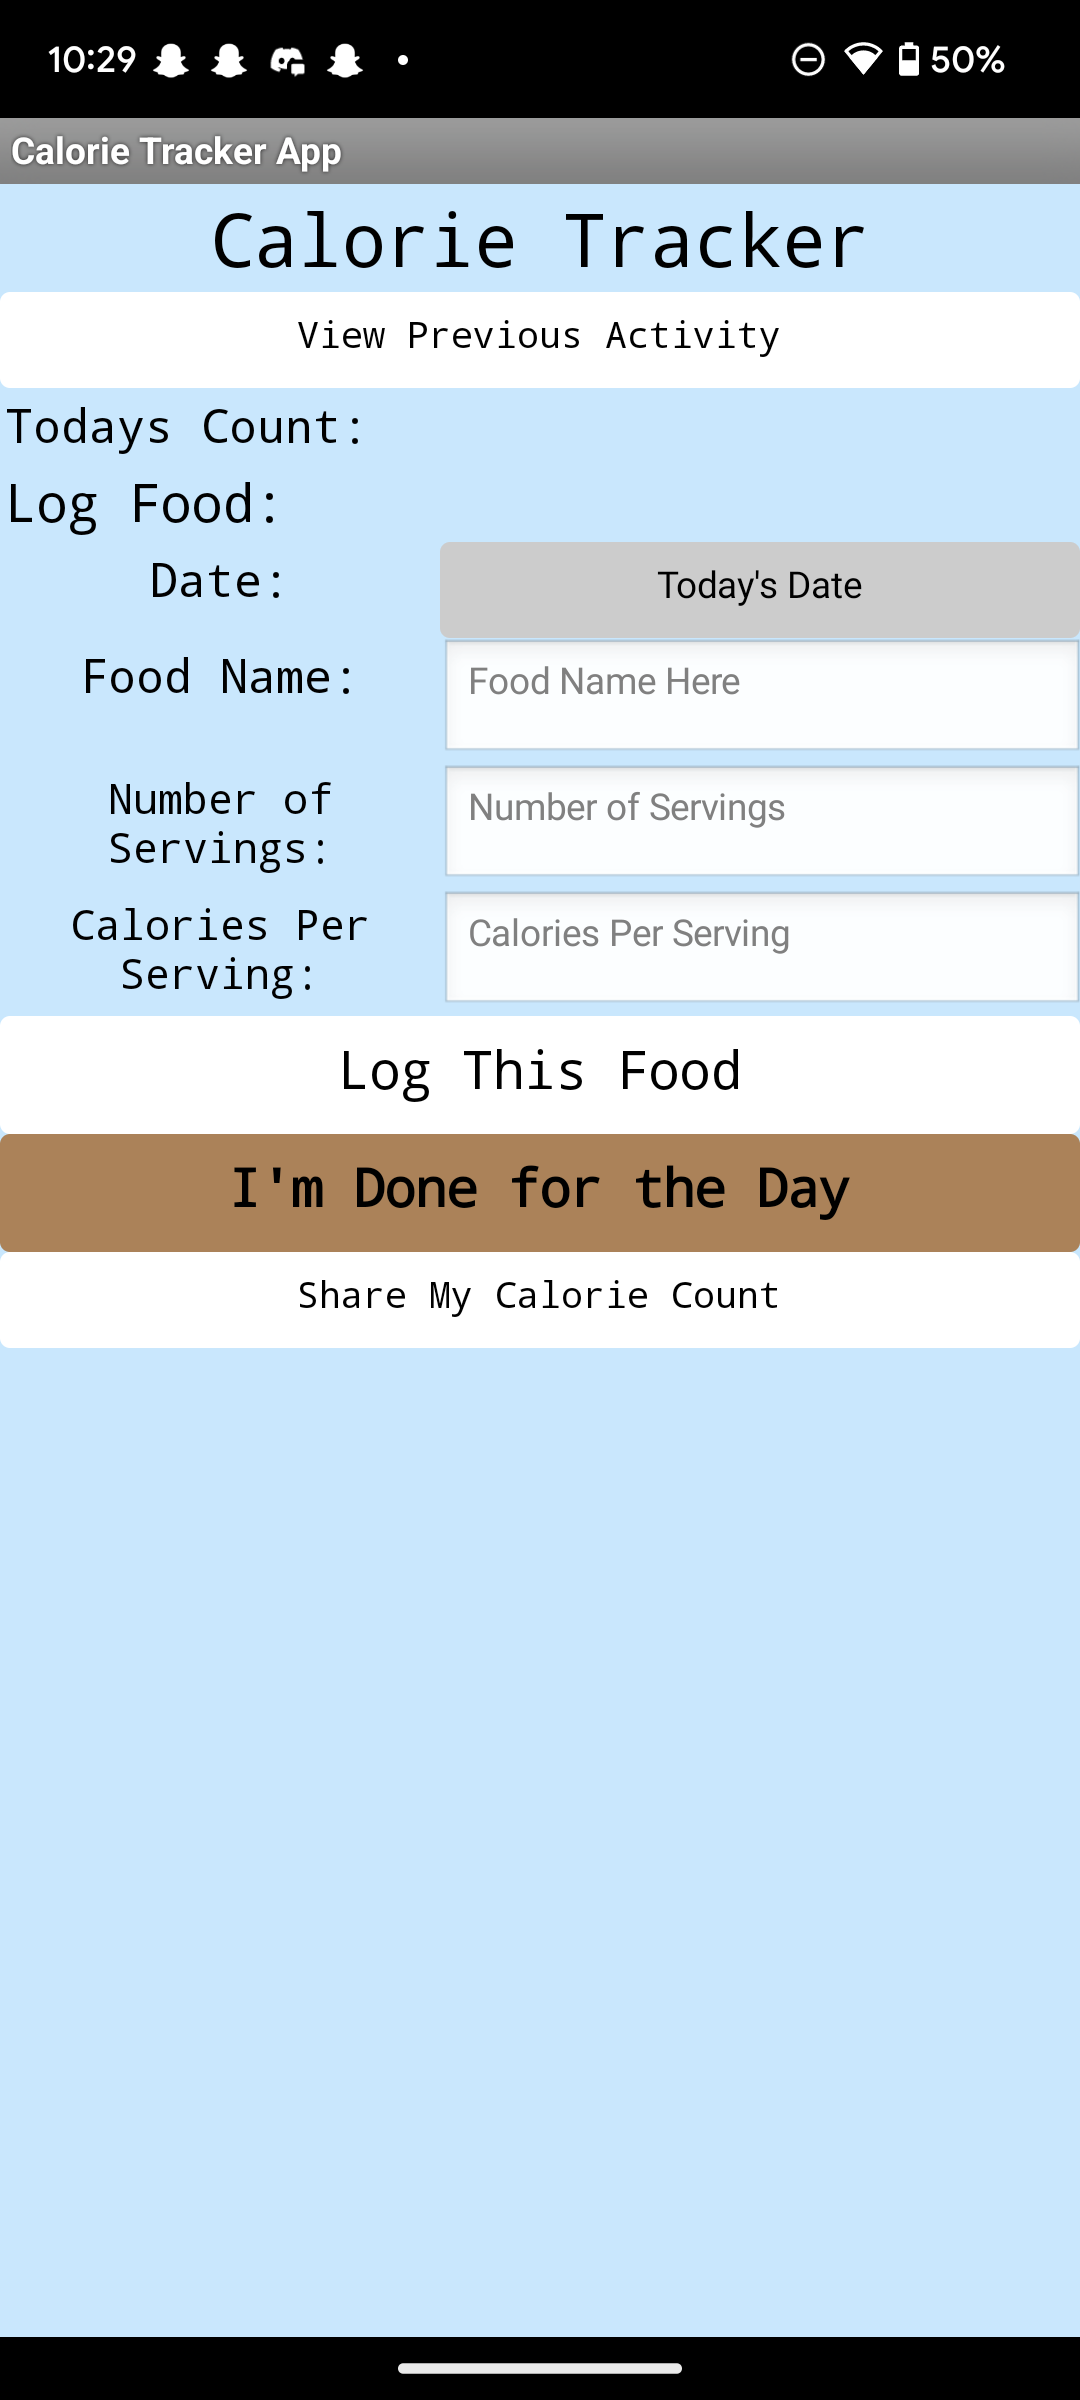 10:29
50%
Calorie Tracker App
Calorie Tracker
View Previous Activity
Todays Count:
Log Food:
Date:
Today's Date
Food Name:
Food Name Here
Number of
Servings:
Number of Servings
Calories Per
Serving:
Calories Per Serving
Log This Food
I'm Done for the Day
Share My Calorie Count